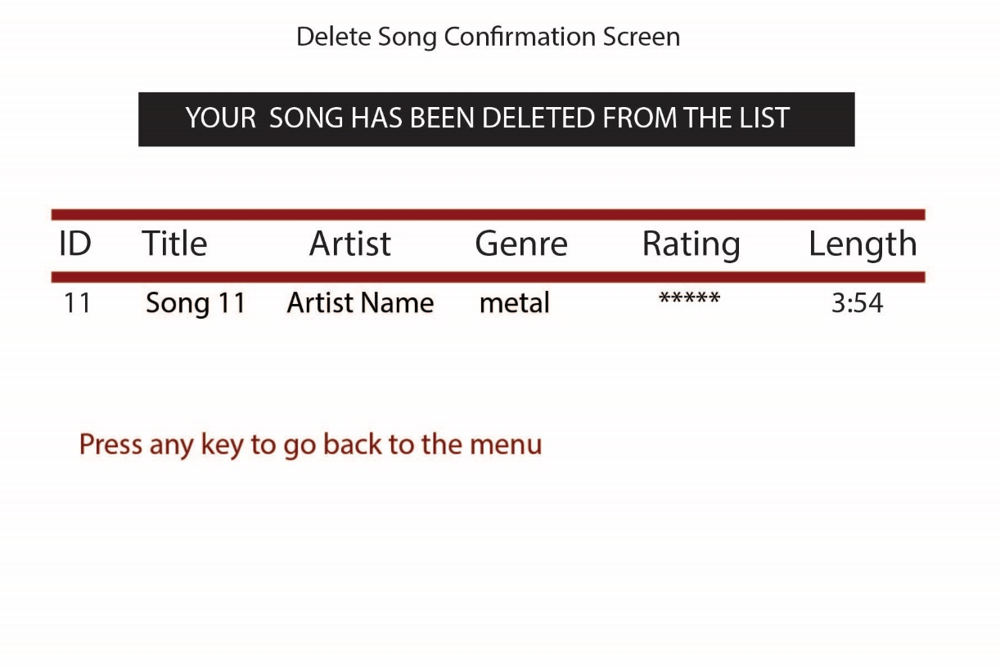 Delete Song Confirmation Screen
YOUR SONG HAS BEEN DELETED FROM THE LIST
ID Title Artist Genre Rating Length
11 Song 11 Artist Name metal ***** 3:54
Press any key to go back to the menu